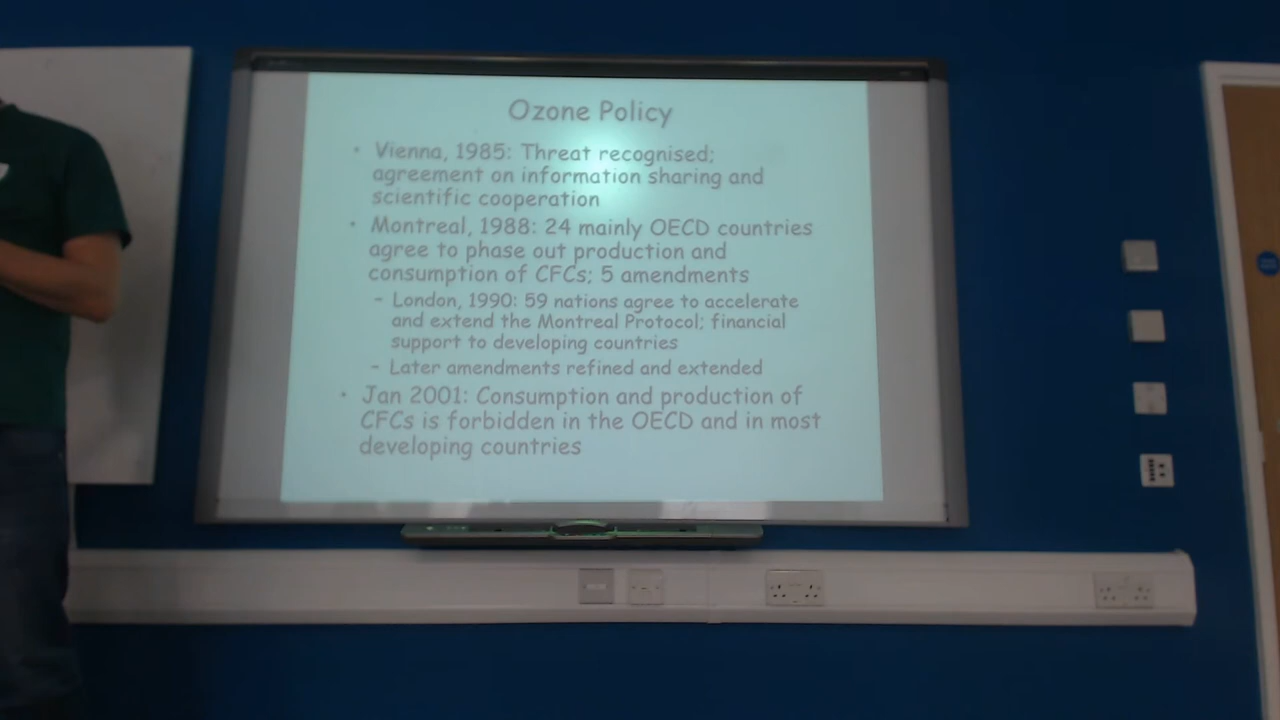 Ozone Policy
• Vienna, 1985: Threat recognised;
agreement on information sharing and
scientific cooperation
• Montreal, 1988: 24 mainly OECD countries
agree to phase out production and
consumption of CFCs; 5 amendments
– London, 1990: 59 nations agree to accelerate
and extend the Montreal Protocol; financial
support to developing countries
– Later amendments refined and extended
• Jan 2001: Consumption and production of
CFCs is forbidden in the OECD and in most
developing countries